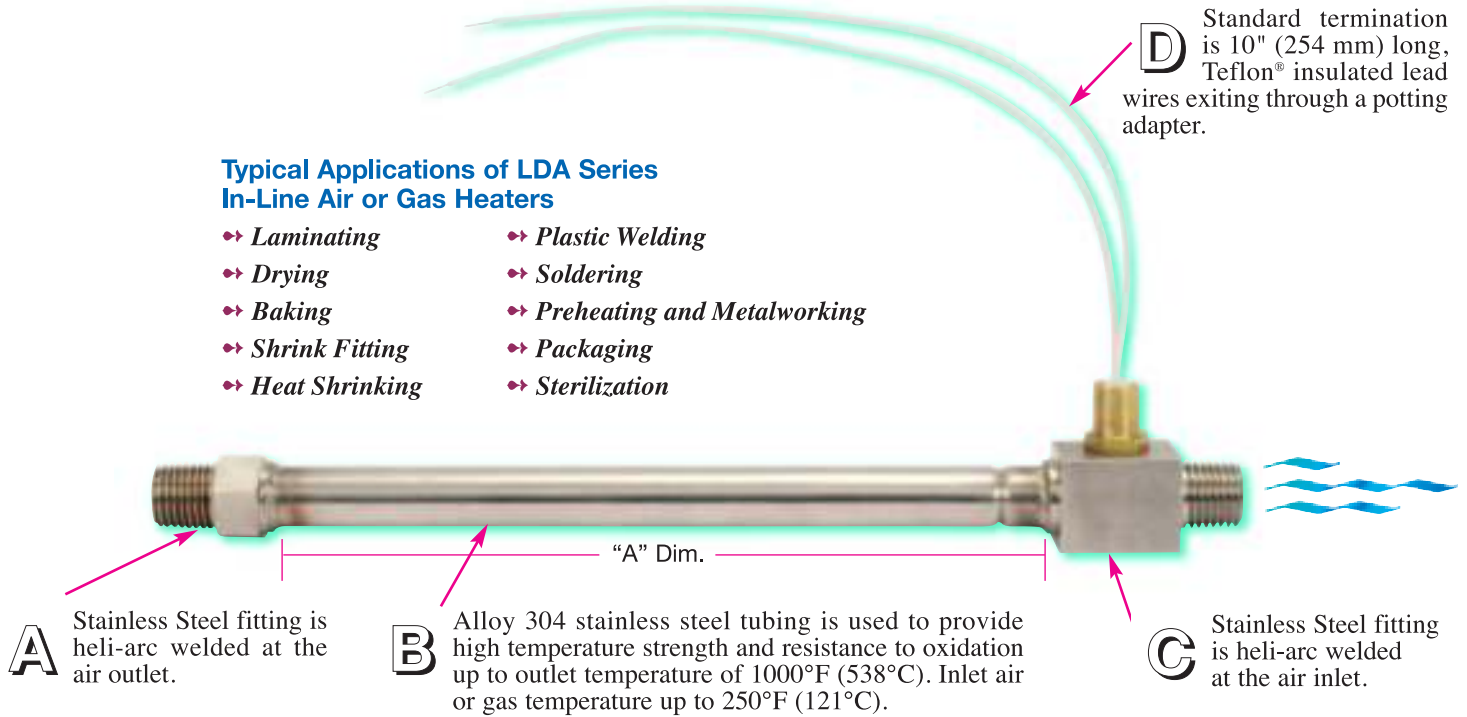 D
Standard termination
is 10" (254 mm) long,
Teflon® insulated lead
wires exiting through a potting
adapter.
Typical Applications of LDA Series
In-Line Air or Gas Heaters
Laminating
Drying
Baking
Shrink Fitting
Heat Shrinking
Plastic Welding
Soldering
Preheating and Metalworking
Packaging
Sterilization
“A” Dim.
A
Stainless Steel fitting is
heli-arc welded at the
air outlet.
B
Alloy 304 stainless steel tubing is used to provide
high temperature strength and resistance to oxidation
up to outlet temperature of 1000°F (538°C). Inlet air
or gas temperature up to 250°F (121°C).
C
Stainless Steel fitting
is heli-arc welded
at the air inlet.